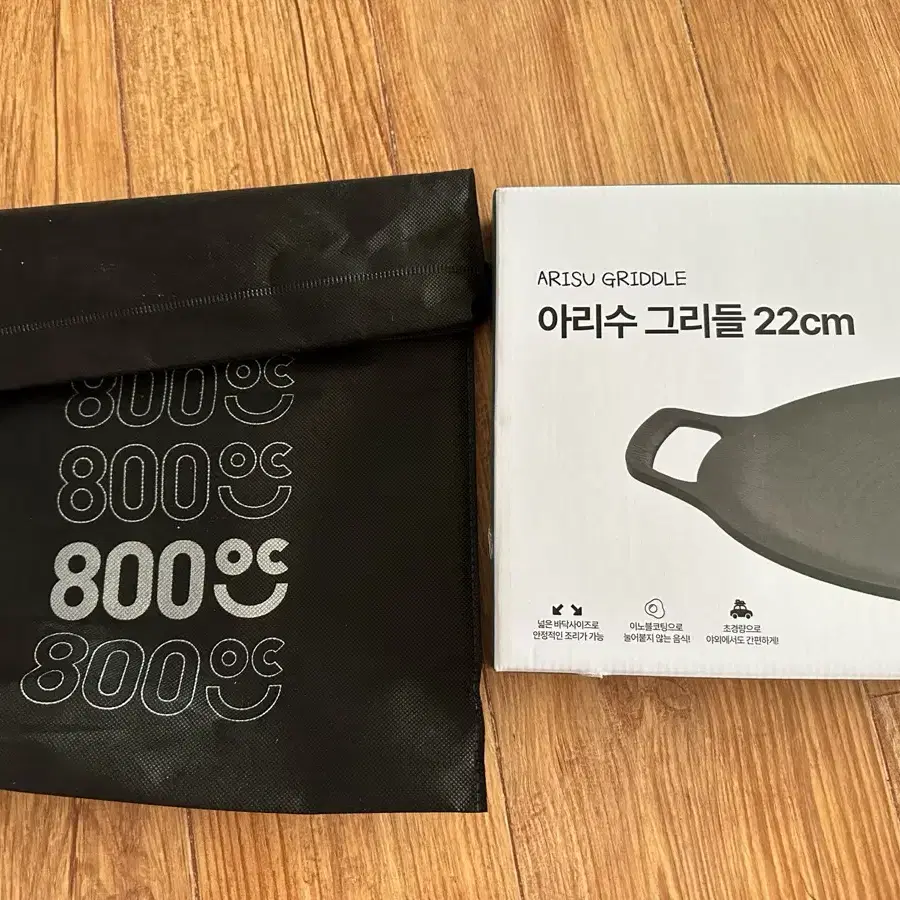 800°C
800°C
800°C
800°C
ARISU GRIDDLE
아리수 그리들 22cm
넓은 바닥사이즈로
안정적인 조리가 가능
이노블코팅으로
눌어붙지 않는 음식!
초경량으로
야외에서도 간편하게!